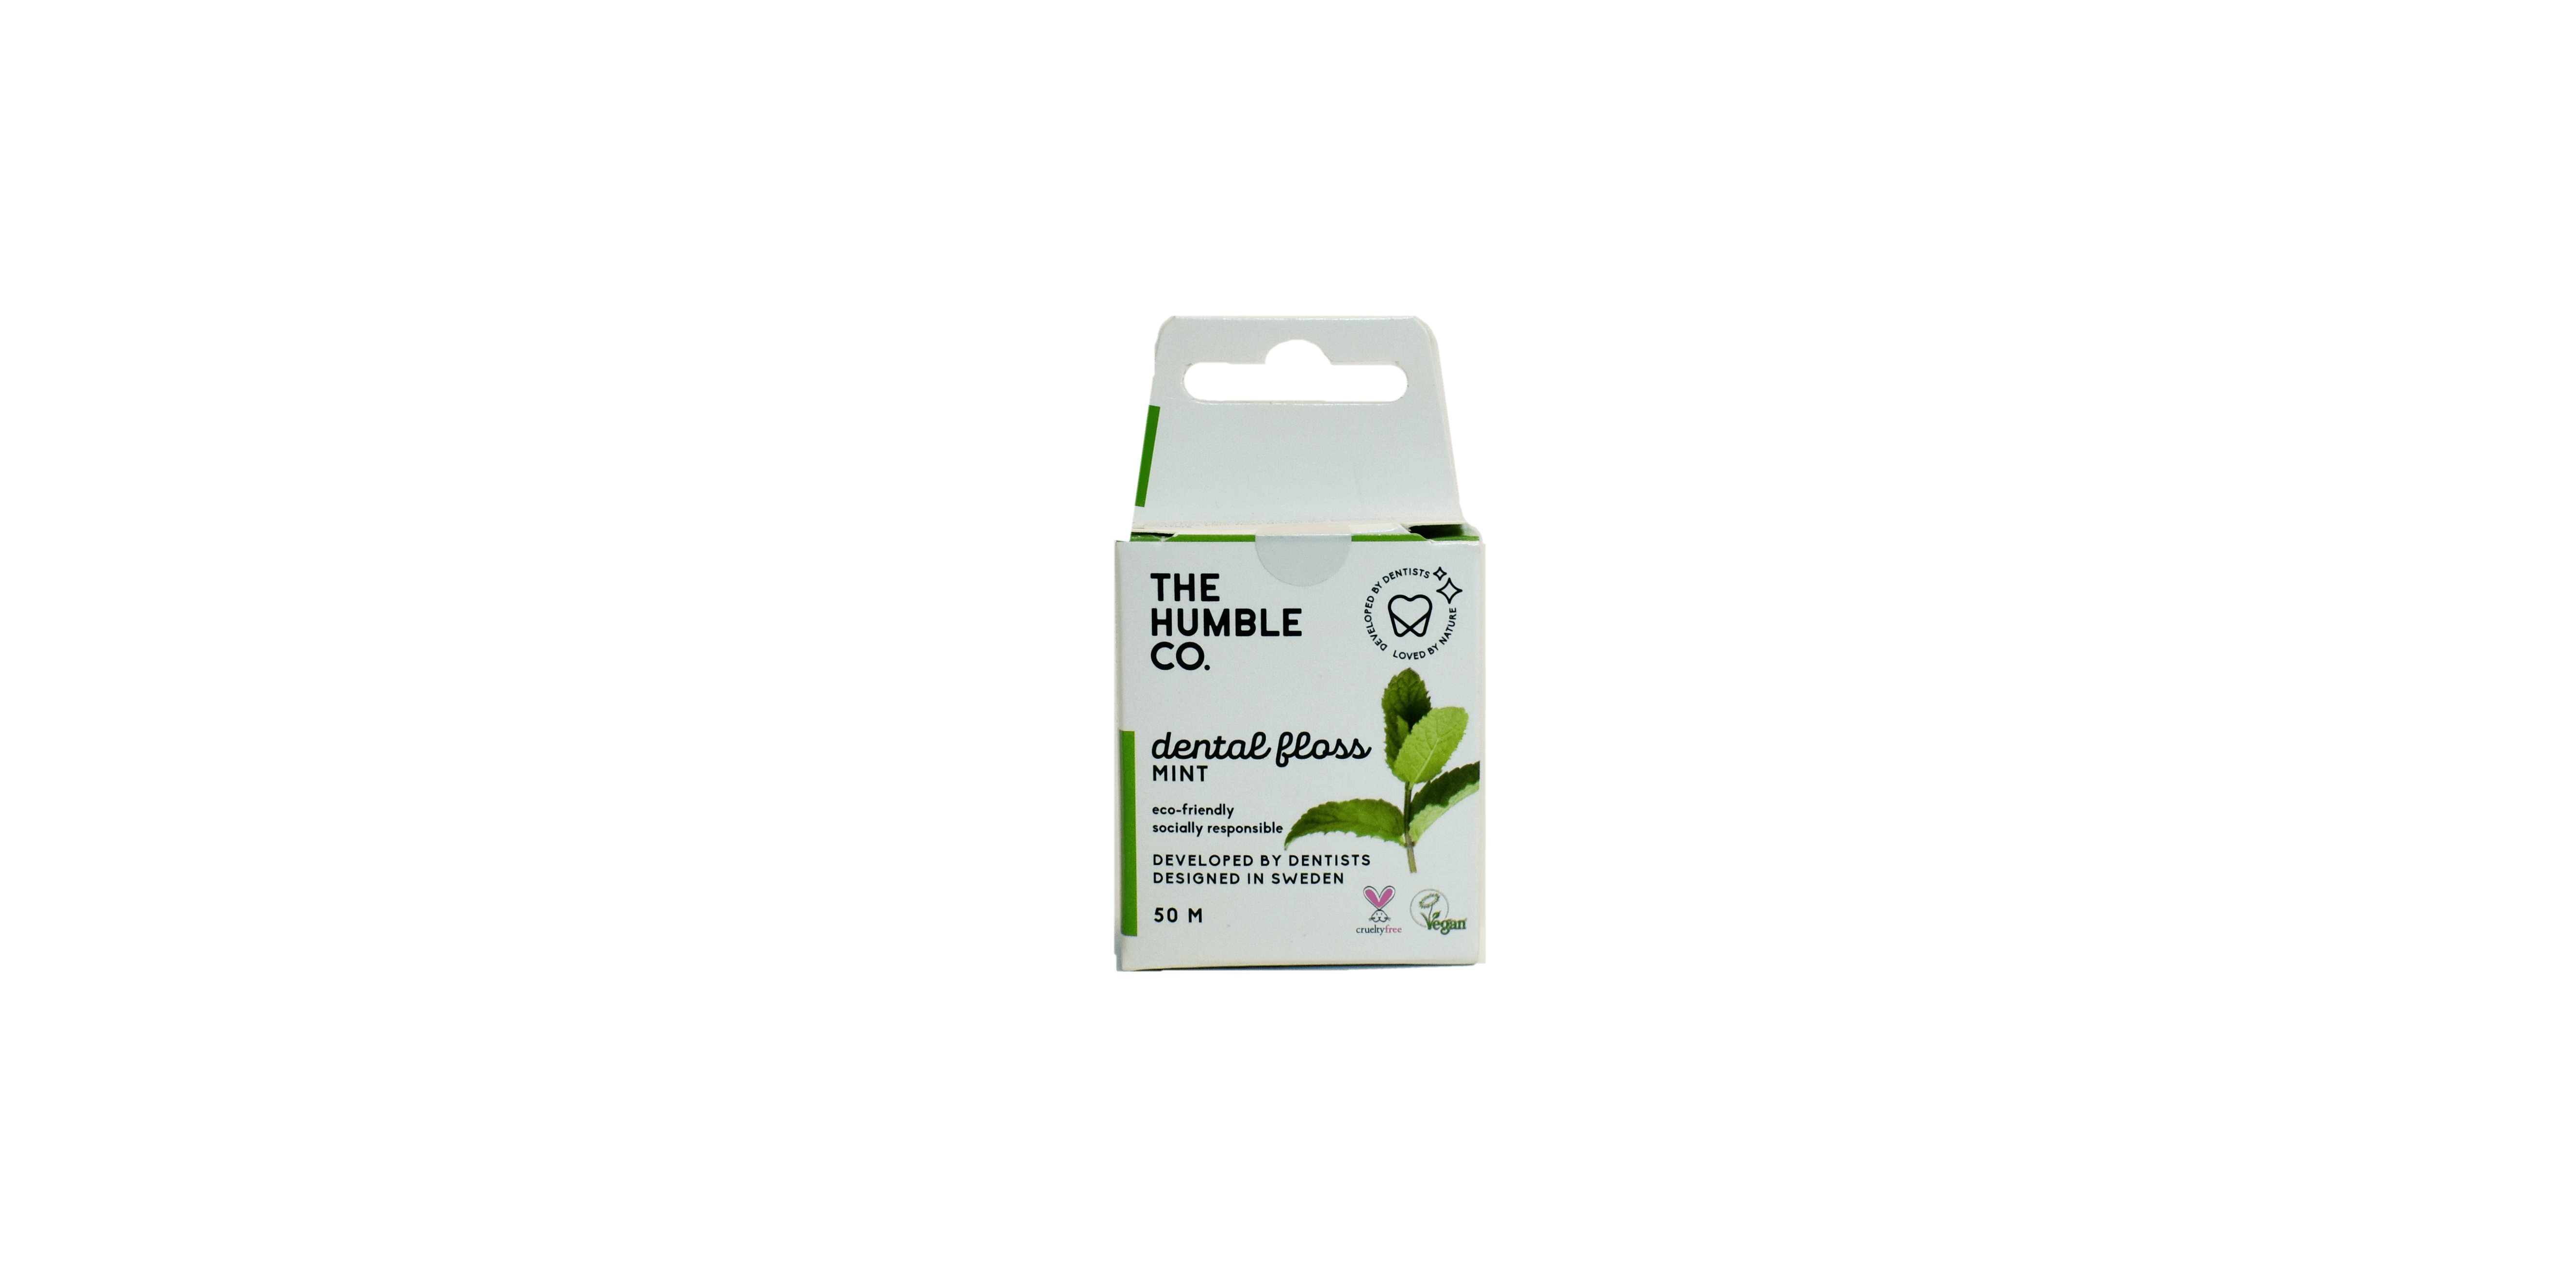 THE
HUMBLE
CO.
DEVELOPED BY DENTISTS
LOVED BY NATURE
dental floss
MINT
eco-friendly
socially responsible
DEVELOPED BY DENTISTS
DESIGNED IN SWEDEN
50 M
crueltyfree
Vegan